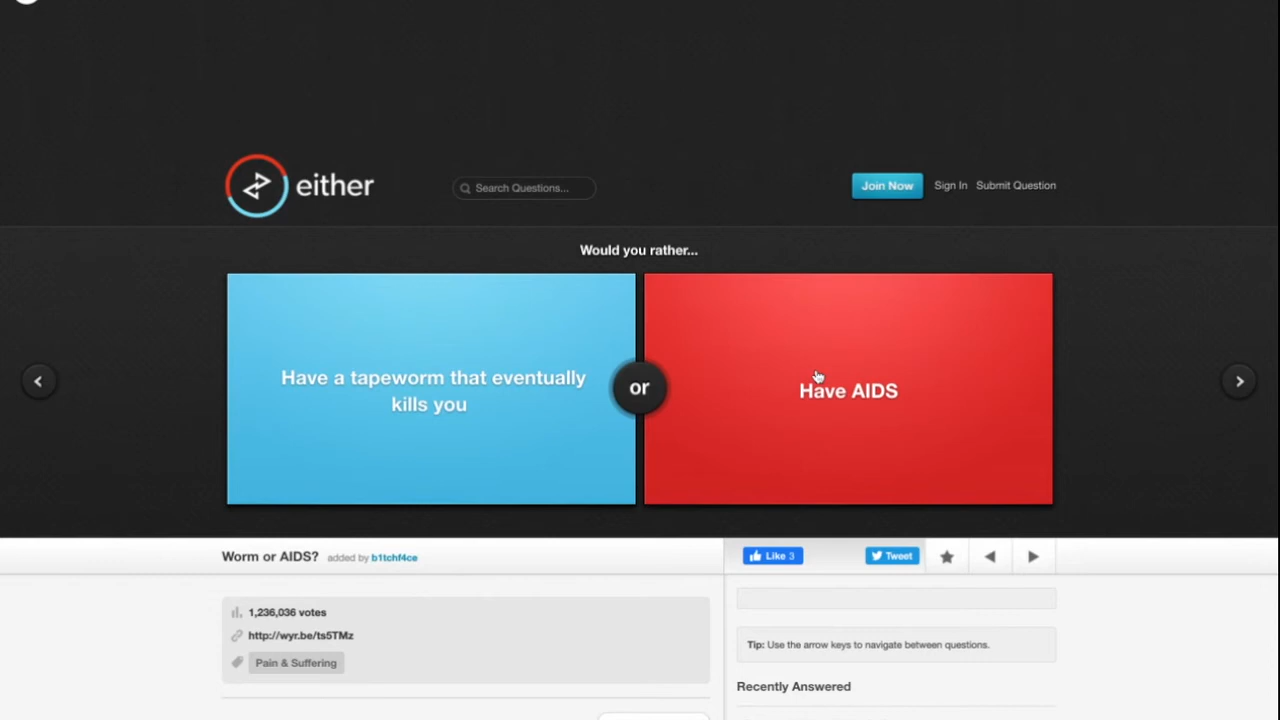 either
Search Questions...
Join Now
Sign In
Submit Question
Would you rather...
Have a tapeworm that eventually
kills you
or
Have AIDS
Worm or AIDS? added by b1tchf4ce
Like 3
Tweet
1,236,036 votes
http://wyr.be/ts5TMz
Pain & Suffering
Tip: Use the arrow keys to navigate between questions.
Recently Answered